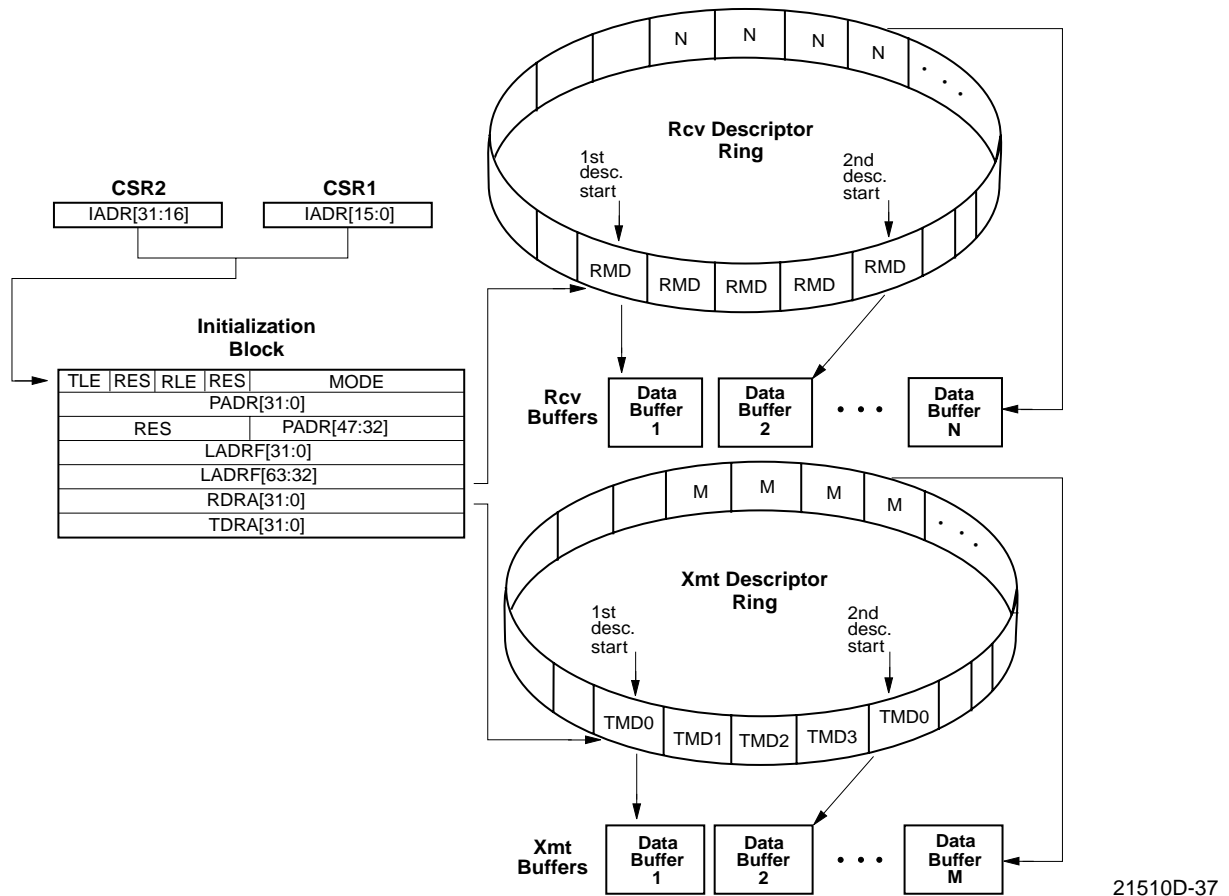 N N N N
Rcv Descriptor
Ring
1st
desc.
start
2nd
desc.
start
RMD RMD RMD RMD RMD
CSR2 CSR1
IADR[31:16] IADR[15:0]
Initialization
Block
TLE RES RLE RES MODE
PADR[31:0]
RES PADR[47:32]
LADRF[31:0]
LADRF[63:32]
RDRA[31:0]
TDRA[31:0]
Rcv
Buffers
Data
Buffer
1
Data
Buffer
2
• • •
Data
Buffer
N
M M M M
Xmt Descriptor
Ring
1st
desc.
start
2nd
desc.
start
TMD0 TMD1 TMD2 TMD3 TMD0
Xmt
Buffers
Data
Buffer
1
Data
Buffer
2
• • •
Data
Buffer
M
21510D-37